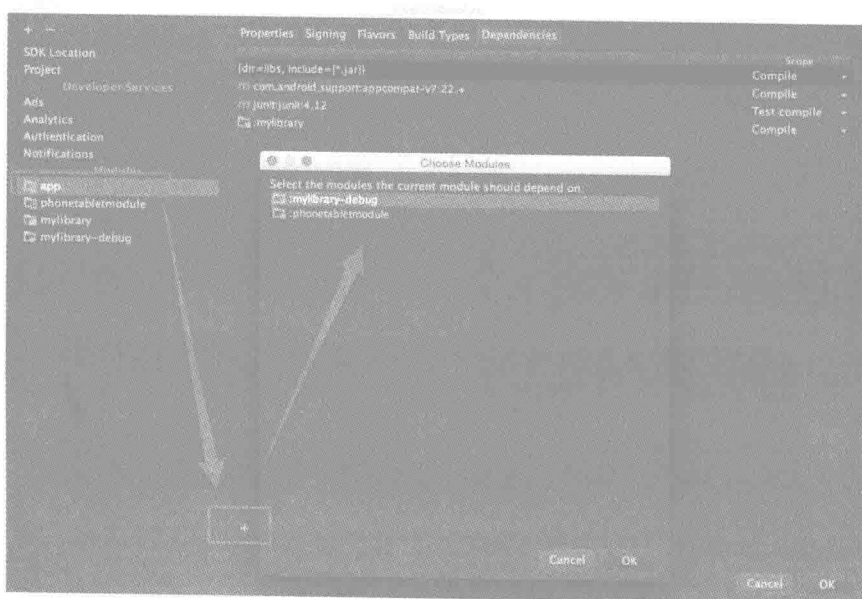 + −
SDK Location
Project
Developer Services
Ads
Analytics
Authentication
Notifications
Modules
app
phonetabletmodule
mylibrary
mylibrary-debug
Properties Signing Flavors Build Types Dependencies
Scope
{dir=libs, include=[*.jar]} Compile
m com.android.support:appcompat-v7:22.+ Compile
m junit:junit:4.12 Test compile
:mylibrary Compile
Choose Modules
Select the modules the current module should depend on.
:mylibrary-debug
:phonetabletmodule
+
Cancel OK
Cancel OK